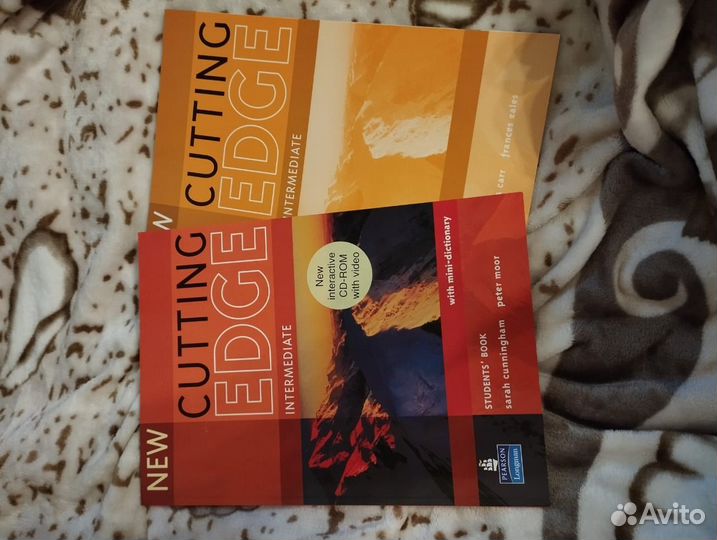 NEW
CUTTING
EDGE
INTERMEDIATE
New
interactive
CD-ROM
with video
with mini-dictionary
STUDENTS' BOOK
sarah cunningham peter moor
PEARSON
Longman
CUTTING
EDGE
INTERMEDIATE
carr frances eales
Avito